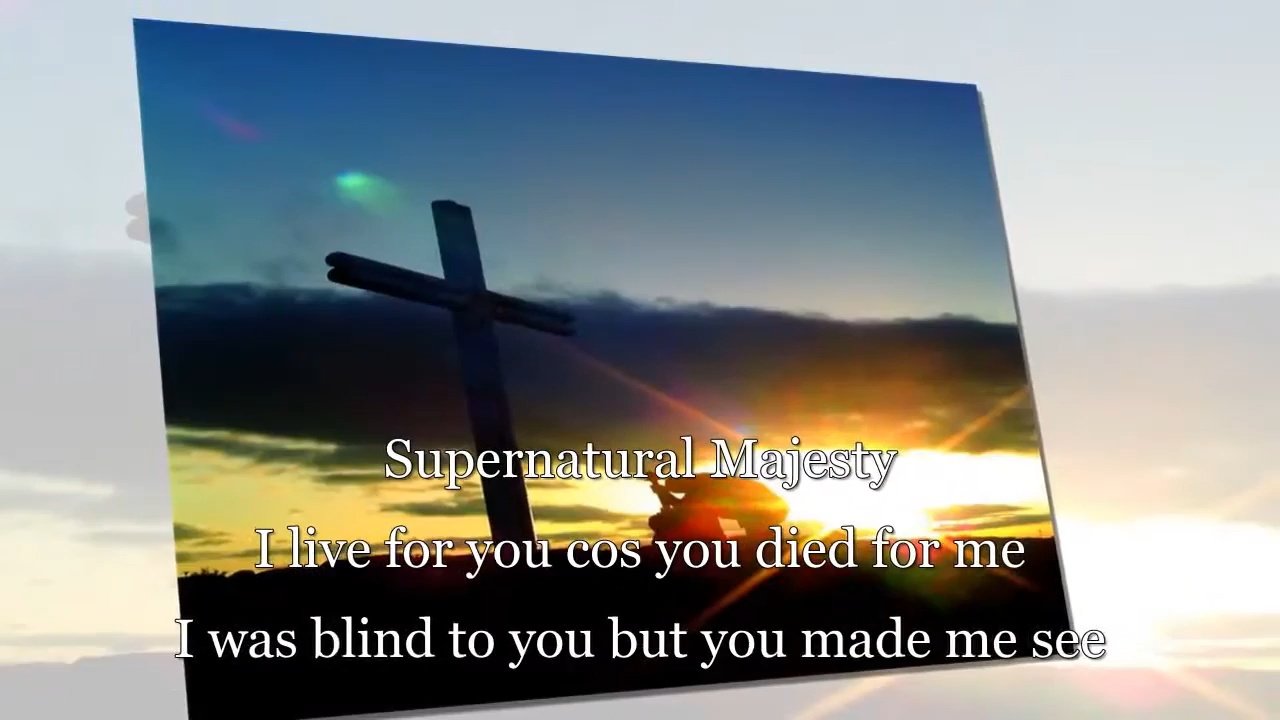 Supernatural Majesty
I live for you cos you died for me
I was blind to you but you made me see